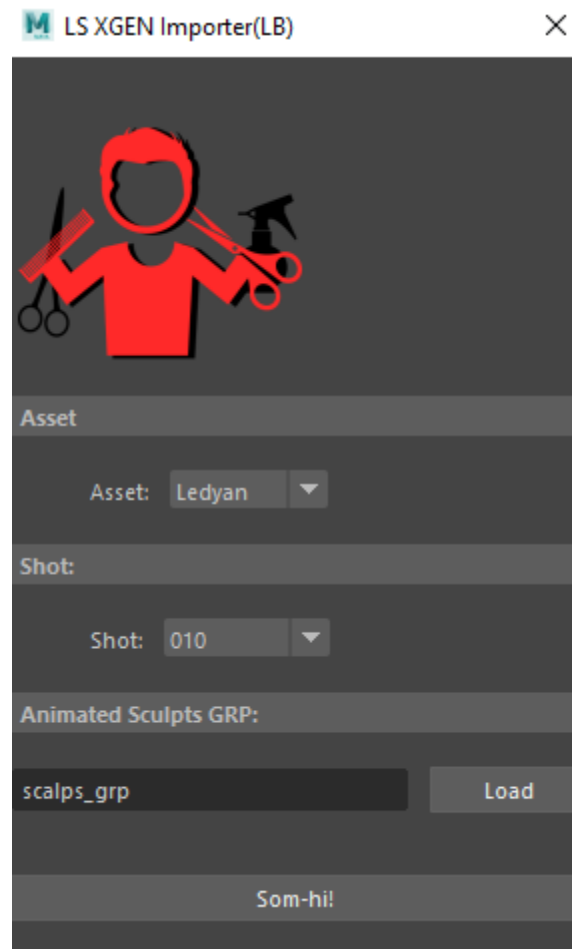 LS XGEN Importer(LB)
Asset
Asset: Ledyan
Shot:
Shot: 010
Animated Sculpts GRP:
scalps_grp Load
Som-hi!